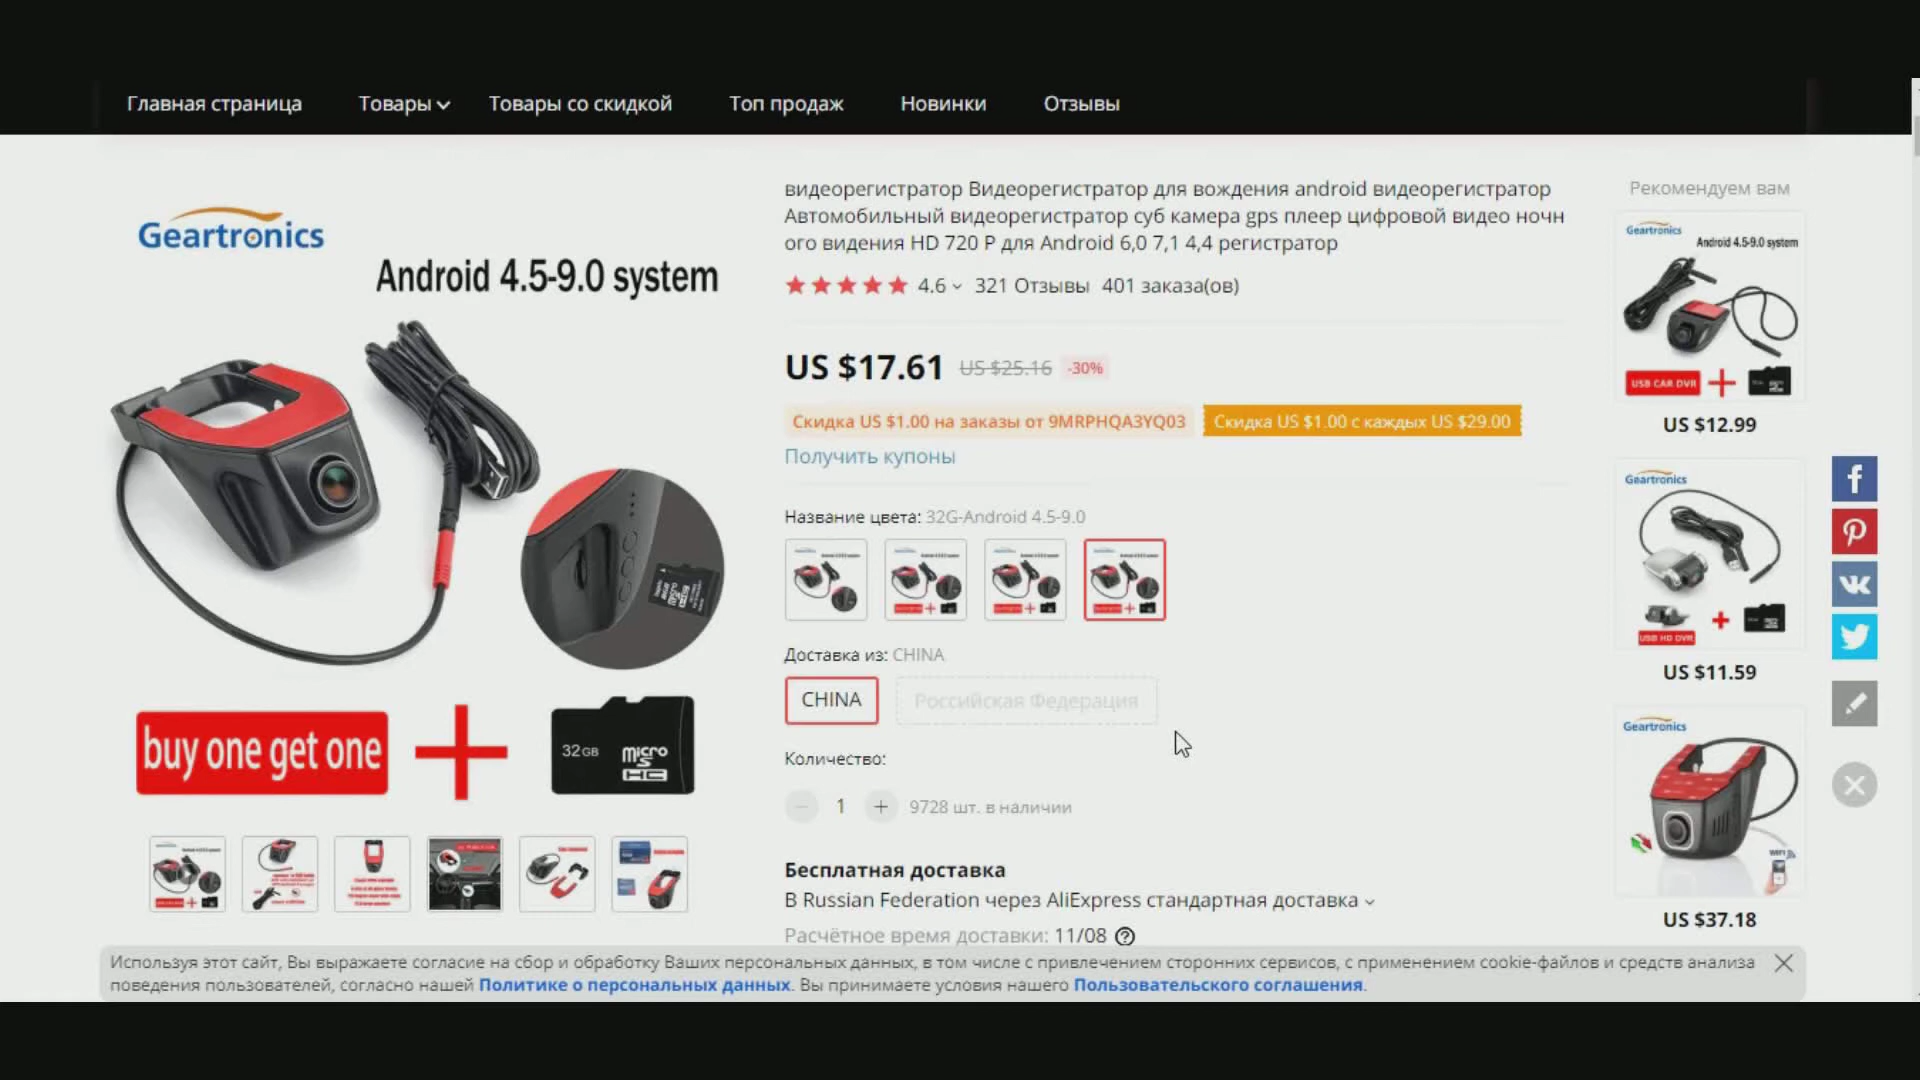 Главная страница
Товары
Товары со скидкой
Топ продаж
Новинки
Отзывы
Geartronics
Android 4.5-9.0 system
buy one get one
32GB
micro
HC
видеорегистратор Видеорегистратор для вождения android видеорегистратор
Автомобильный видеорегистратор суб камера gps плеер цифровой видео ночн
ого видения HD 720 P для Android 6,0 7,1 4,4 регистратор
4.6
321 Отзывы
401 заказа(ов)
US $17.61
US $25.16
-30%
Скидка US $1.00 на заказы от 9MRPHQA3YQ03
Скидка US $1.00 с каждых US $29.00
Получить купоны
Название цвета: 32G-Android 4.5-9.0
Доставка из: CHINA
CHINA
Российская Федерация
Количество:
1
9728 шт. в наличии
Бесплатная доставка
В Russian Federation через AliExpress стандартная доставка
Расчётное время доставки: 11/08
Рекомендуем вам
Geartronics
Android 4.5-9.0 system
USB CAR DVR
US $12.99
Geartronics
USB HD DVR
US $11.59
Geartronics
WIFI
US $37.18
Используя этот сайт, Вы выражаете согласие на сбор и обработку Ваших персональных данных, в том числе с привлечением сторонних сервисов, с применением cookie-файлов и средств анализа
поведения пользователей, согласно нашей Политике о персональных данных. Вы принимаете условия нашего Пользовательского соглашения.